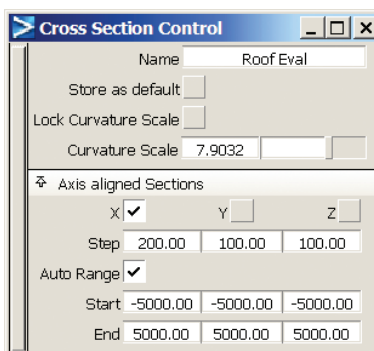 Cross Section Control
Name Roof Eval
Store as default
Lock Curvature Scale
Curvature Scale 7.9032
Axis aligned Sections
X Y Z
Step 200.00 100.00 100.00
Auto Range
Start -5000.00 -5000.00 -5000.00
End 5000.00 5000.00 5000.00